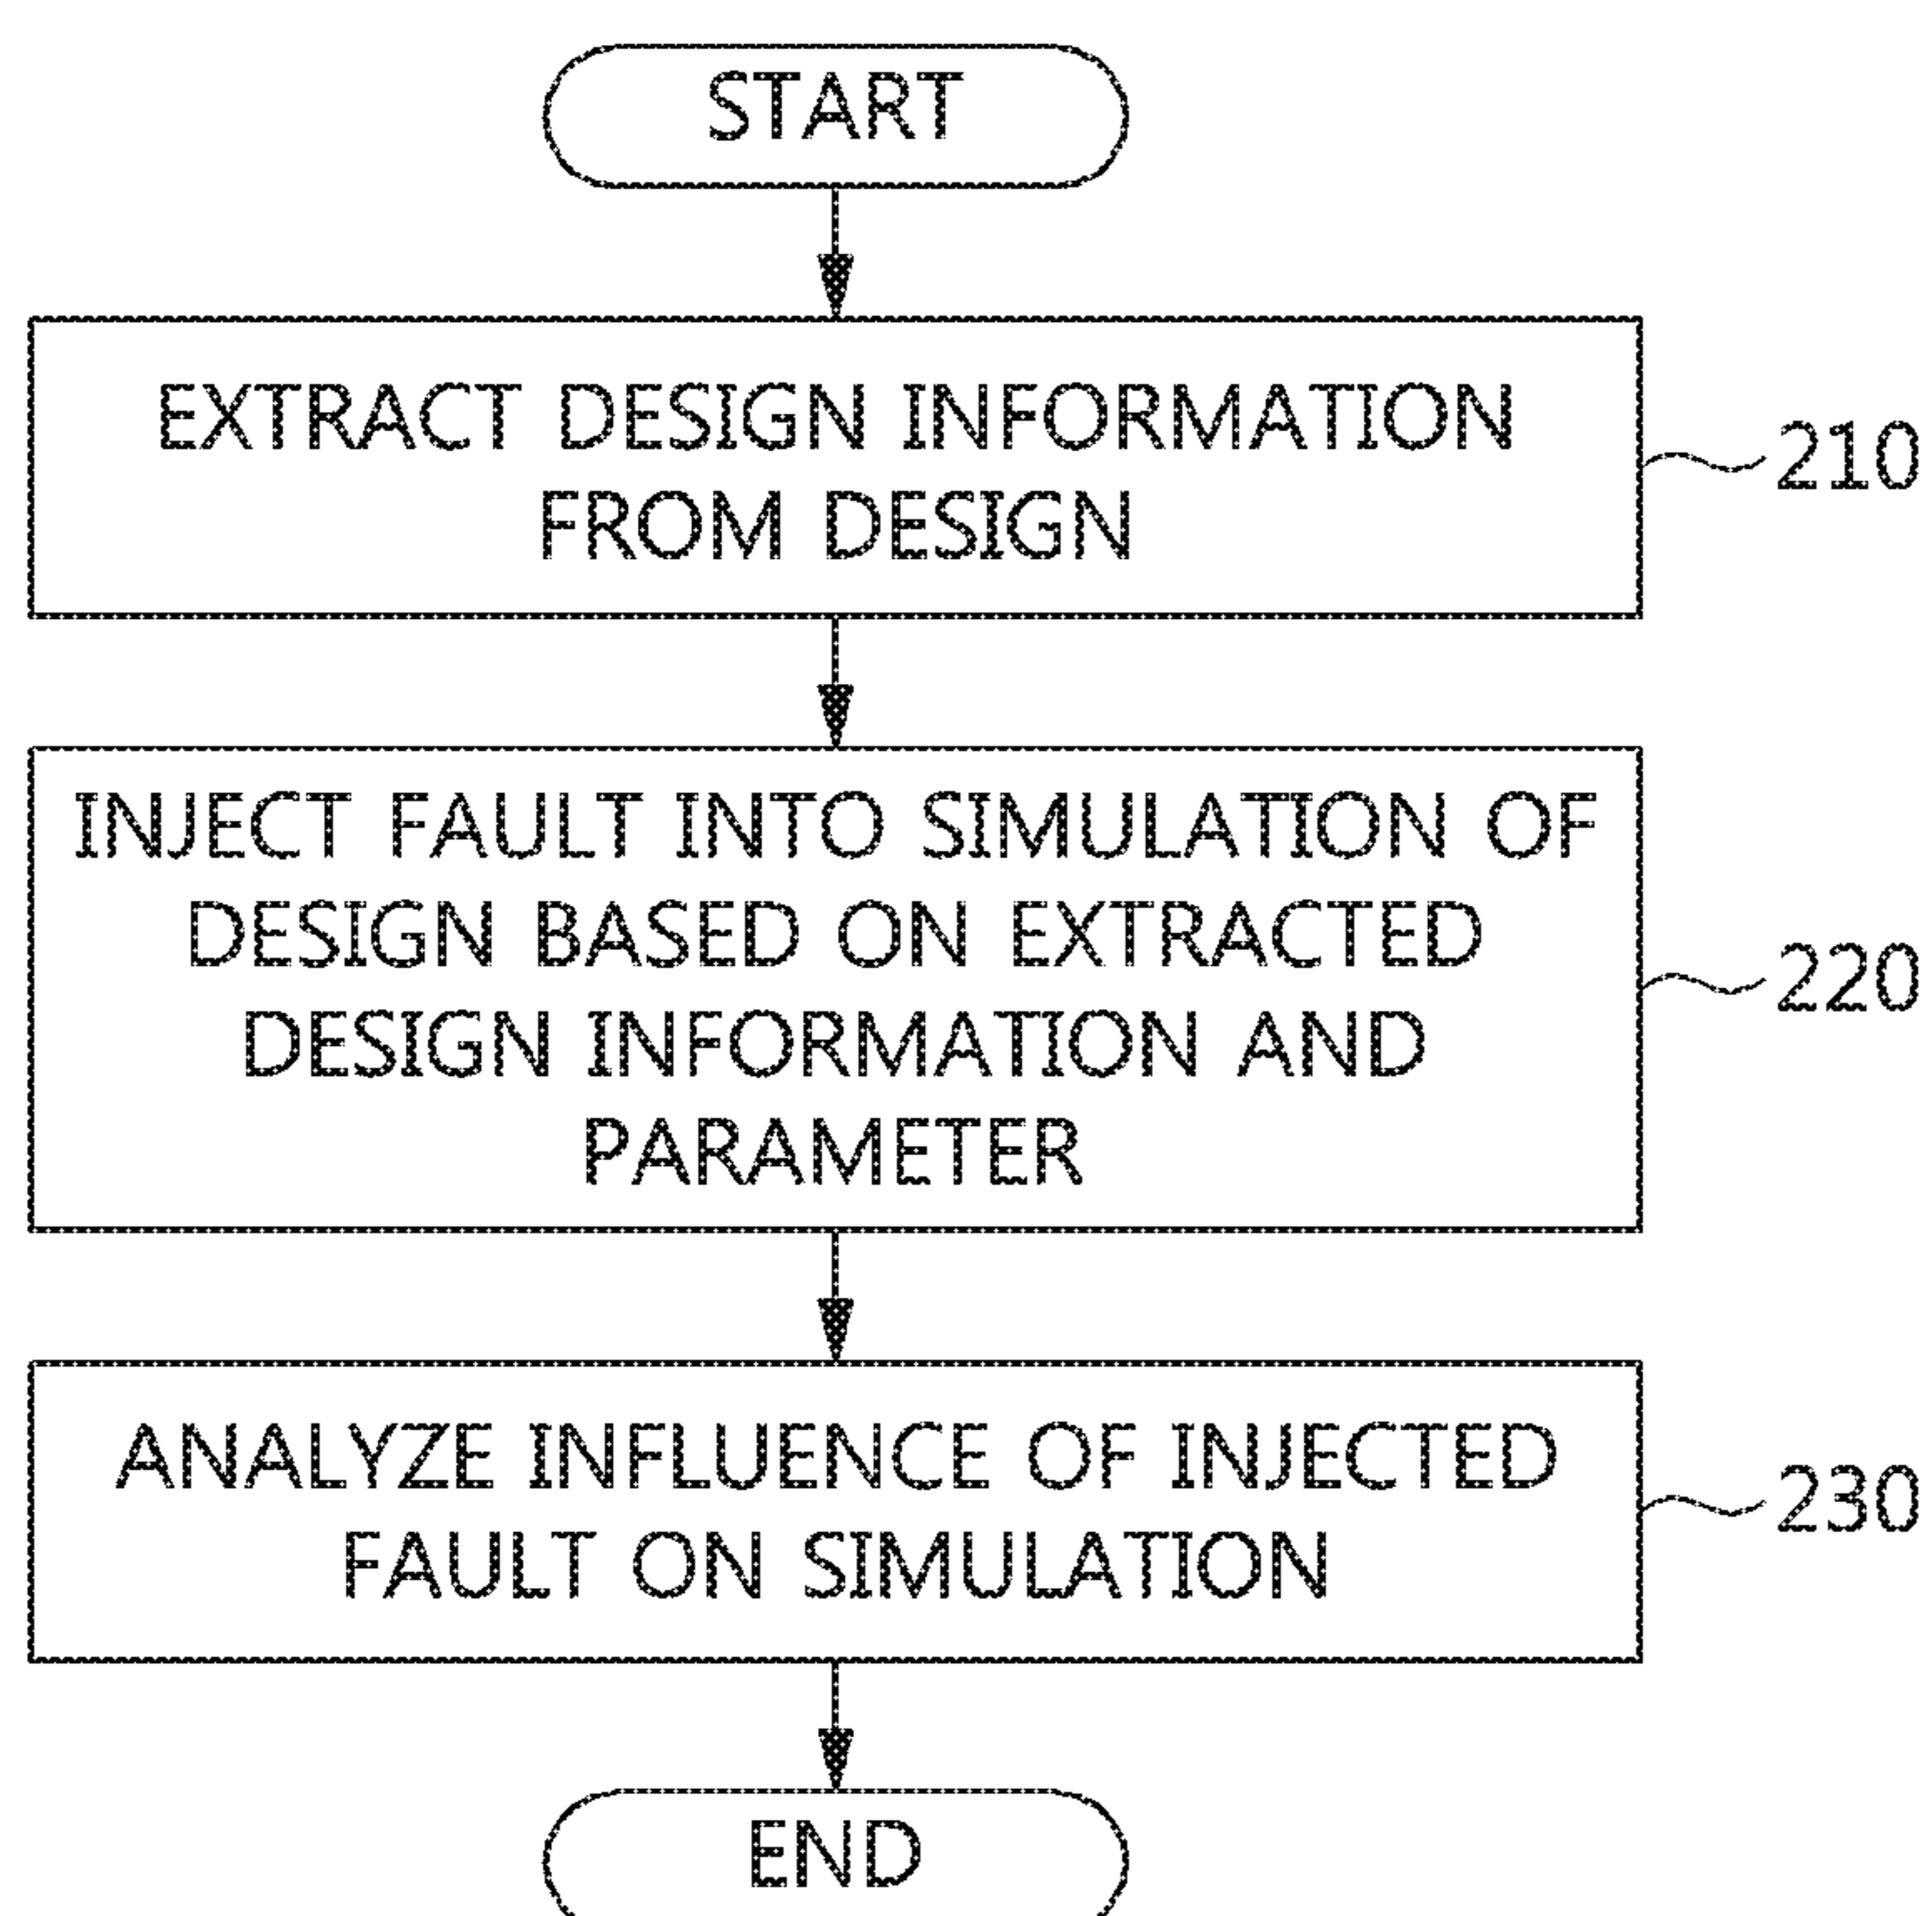 START
EXTRACT DESIGN INFORMATION
FROM DESIGN
210
INJECT FAULT INTO SIMULATION OF
DESIGN BASED ON EXTRACTED
DESIGN INFORMATION AND
PARAMETER
220
ANALYZE INFLUENCE OF INJECTED
FAULT ON SIMULATION
230
END